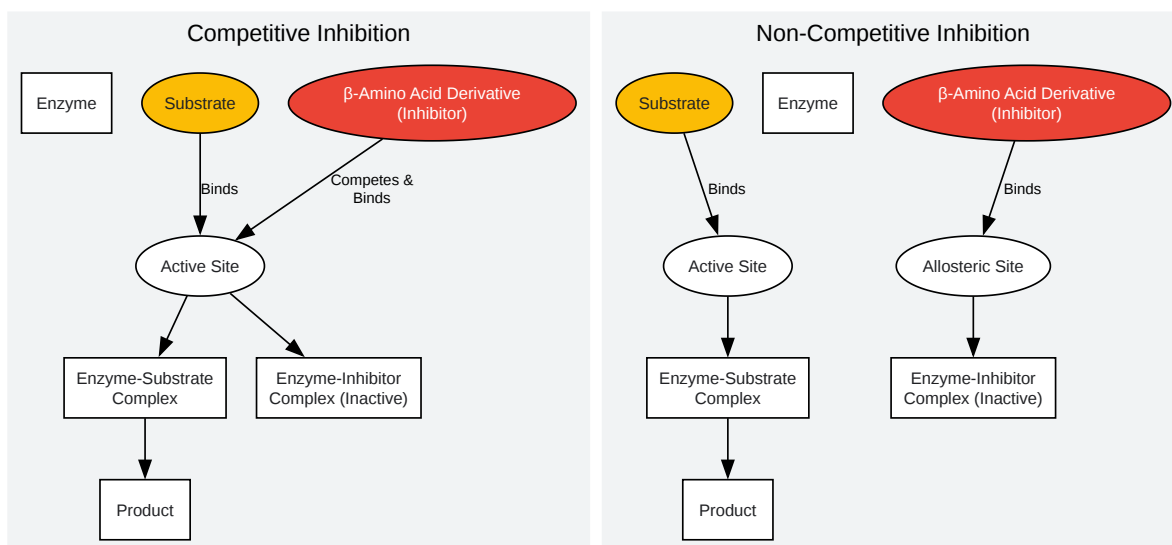 Competitive Inhibition
Enzyme
Substrate
β-Amino Acid Derivative
(Inhibitor)
Binds
Competes &
Binds
Active Site
Enzyme-Substrate
Complex
Enzyme-Inhibitor
Complex (Inactive)
Product
Non-Competitive Inhibition
Substrate
Enzyme
β-Amino Acid Derivative
(Inhibitor)
Binds
Binds
Active Site
Allosteric Site
Enzyme-Substrate
Complex
Enzyme-Inhibitor
Complex (Inactive)
Product